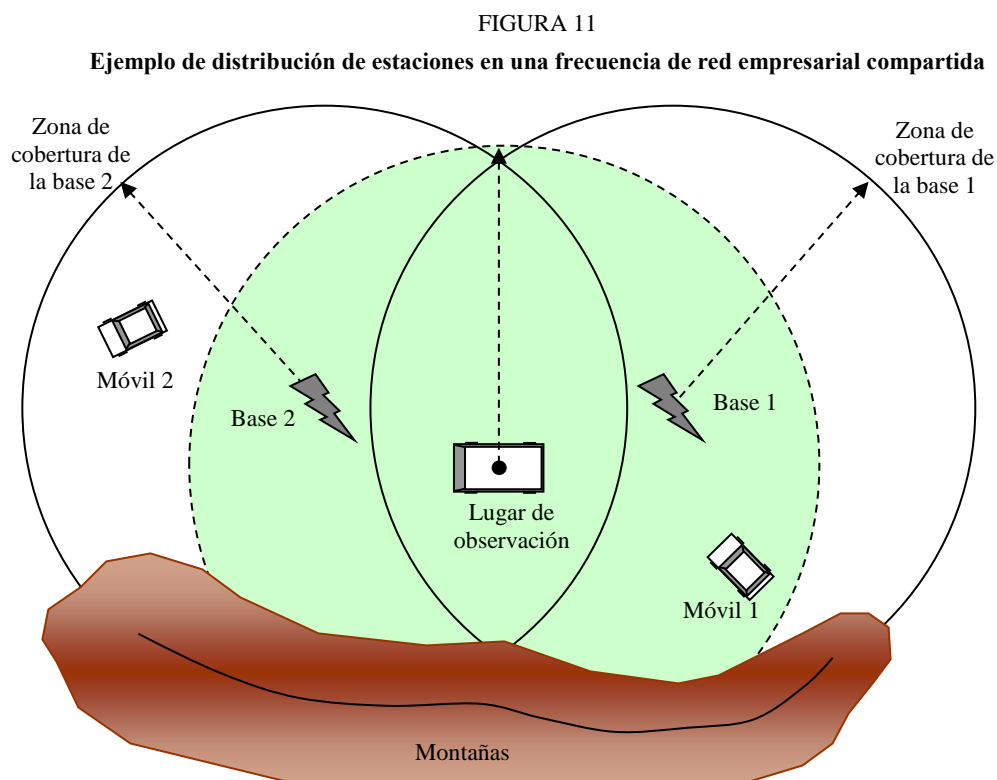 FIGURA 11
Ejemplo de distribución de estaciones en una frecuencia de red empresarial compartida
Zona de
cobertura de
la base 2
Zona de
cobertura de
la base 1
Móvil 2
Base 2
Base 1
Lugar de
observación
Móvil 1
Montañas